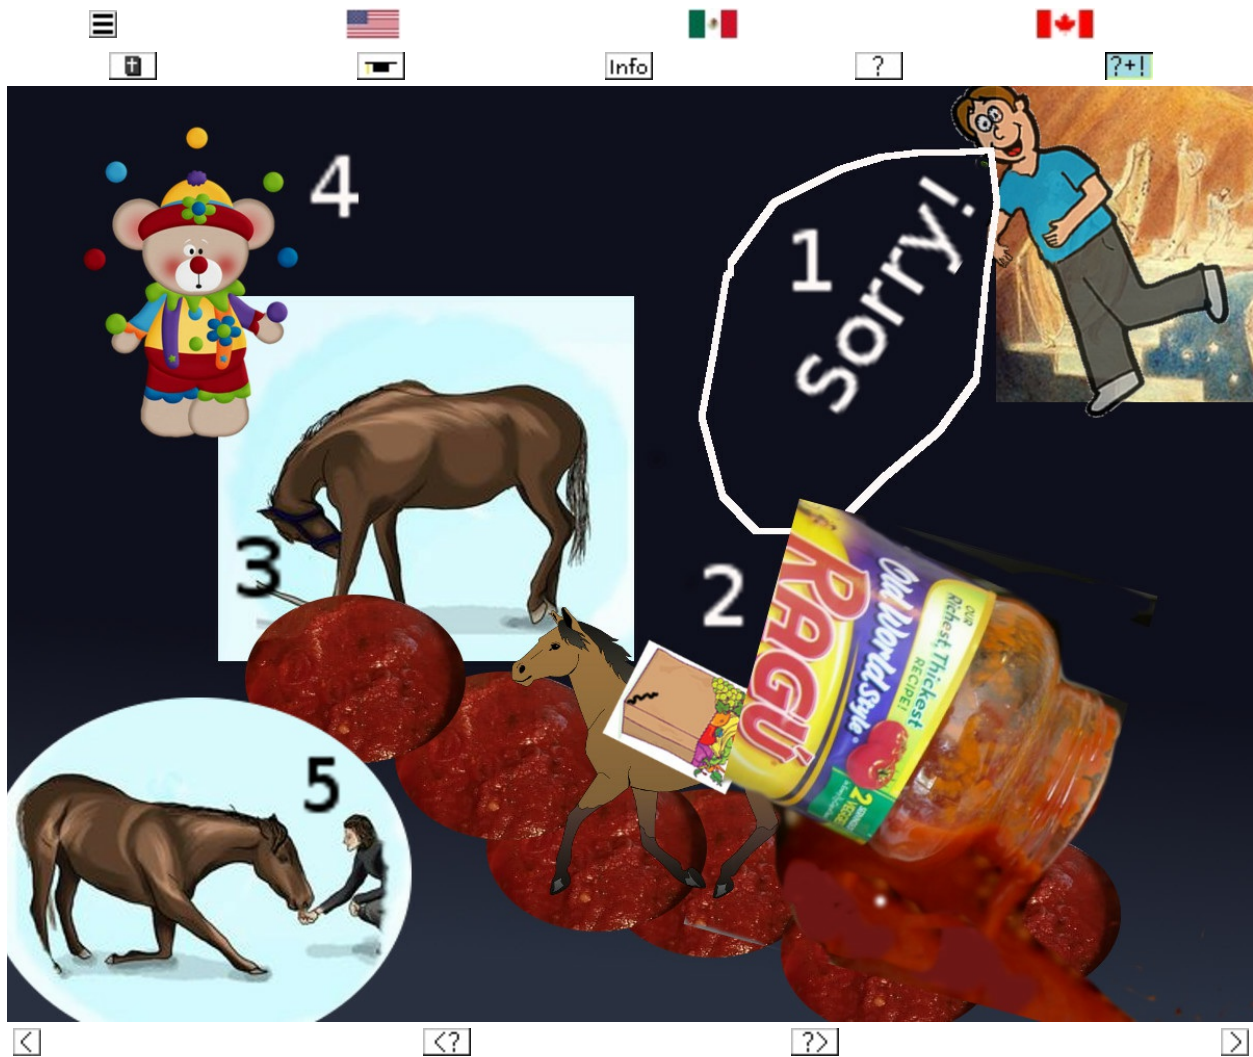 Info
?
?+!
4
1
Sorry!
3
2
RAGÚ
Old World Style
OUR
Richest, Thickest
RECIPE!
2
5
<
<?
?>
>